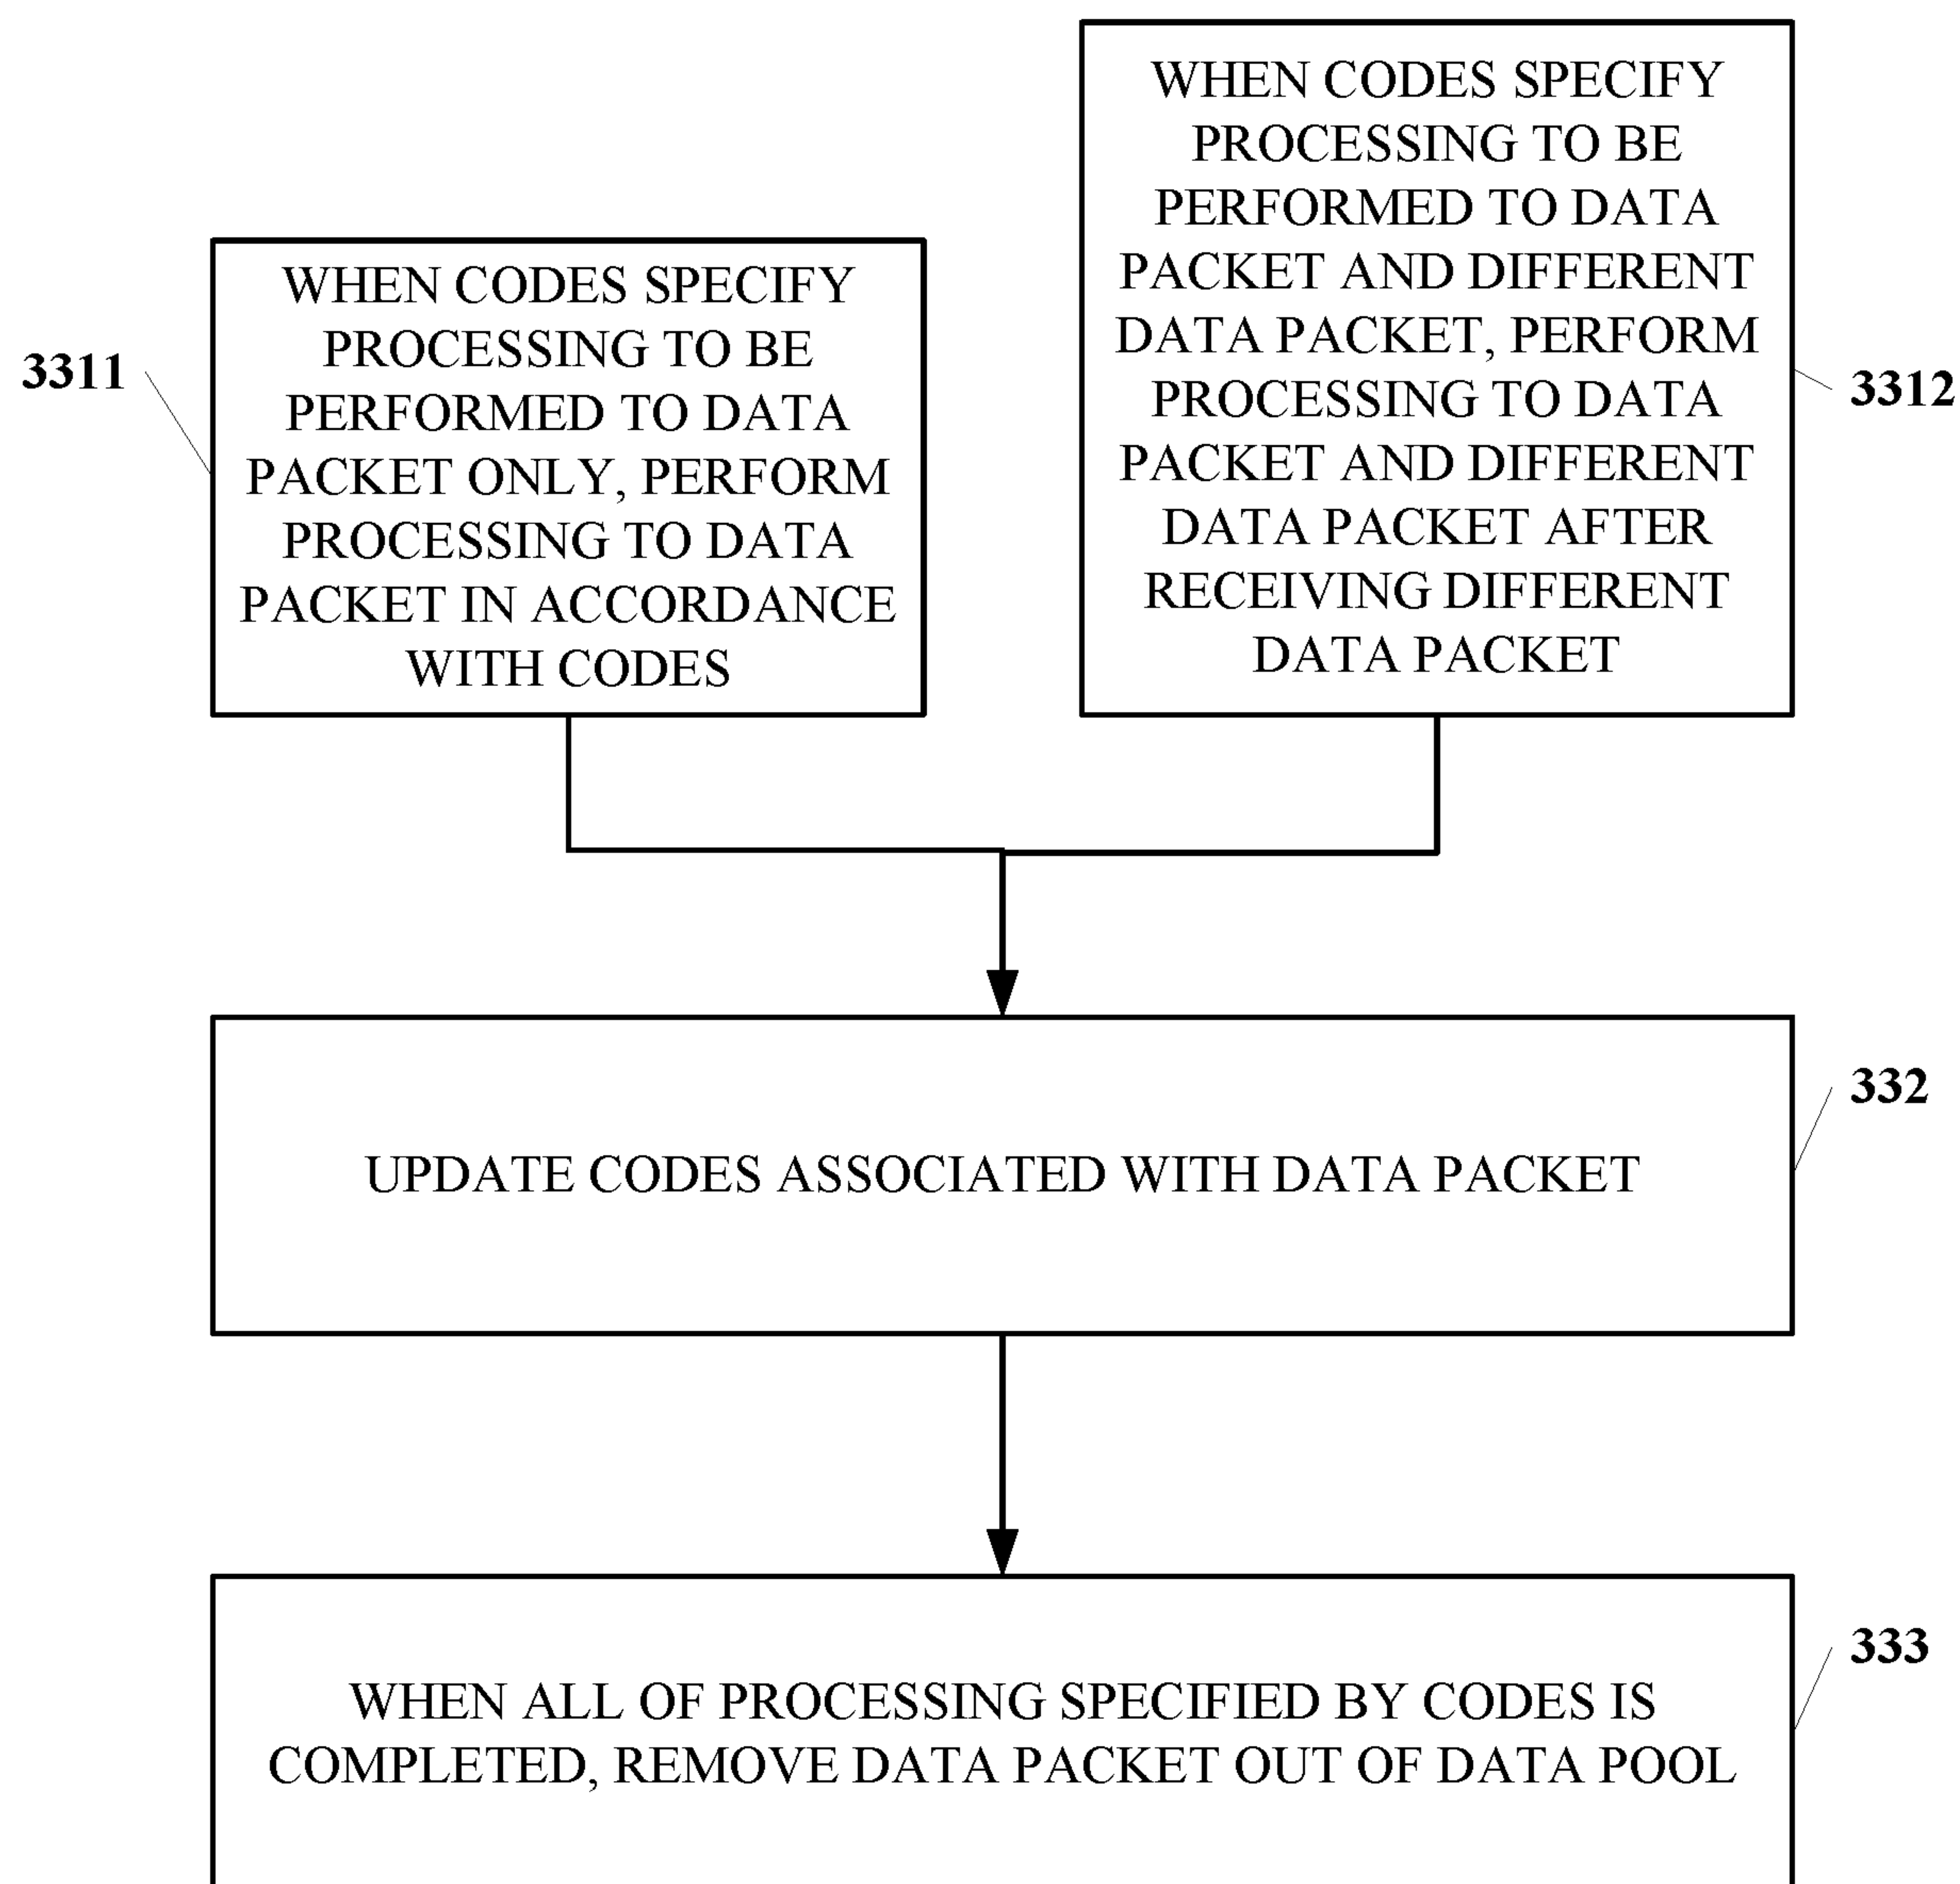 3311
WHEN CODES SPECIFY
PROCESSING TO BE
PERFORMED TO DATA
PACKET ONLY, PERFORM
PROCESSING TO DATA
PACKET IN ACCORDANCE
WITH CODES
WHEN CODES SPECIFY
PROCESSING TO BE
PERFORMED TO DATA
PACKET AND DIFFERENT
DATA PACKET, PERFORM
PROCESSING TO DATA
PACKET AND DIFFERENT
DATA PACKET AFTER
RECEIVING DIFFERENT
DATA PACKET
3312
UPDATE CODES ASSOCIATED WITH DATA PACKET
332
WHEN ALL OF PROCESSING SPECIFIED BY CODES IS
COMPLETED, REMOVE DATA PACKET OUT OF DATA POOL
333